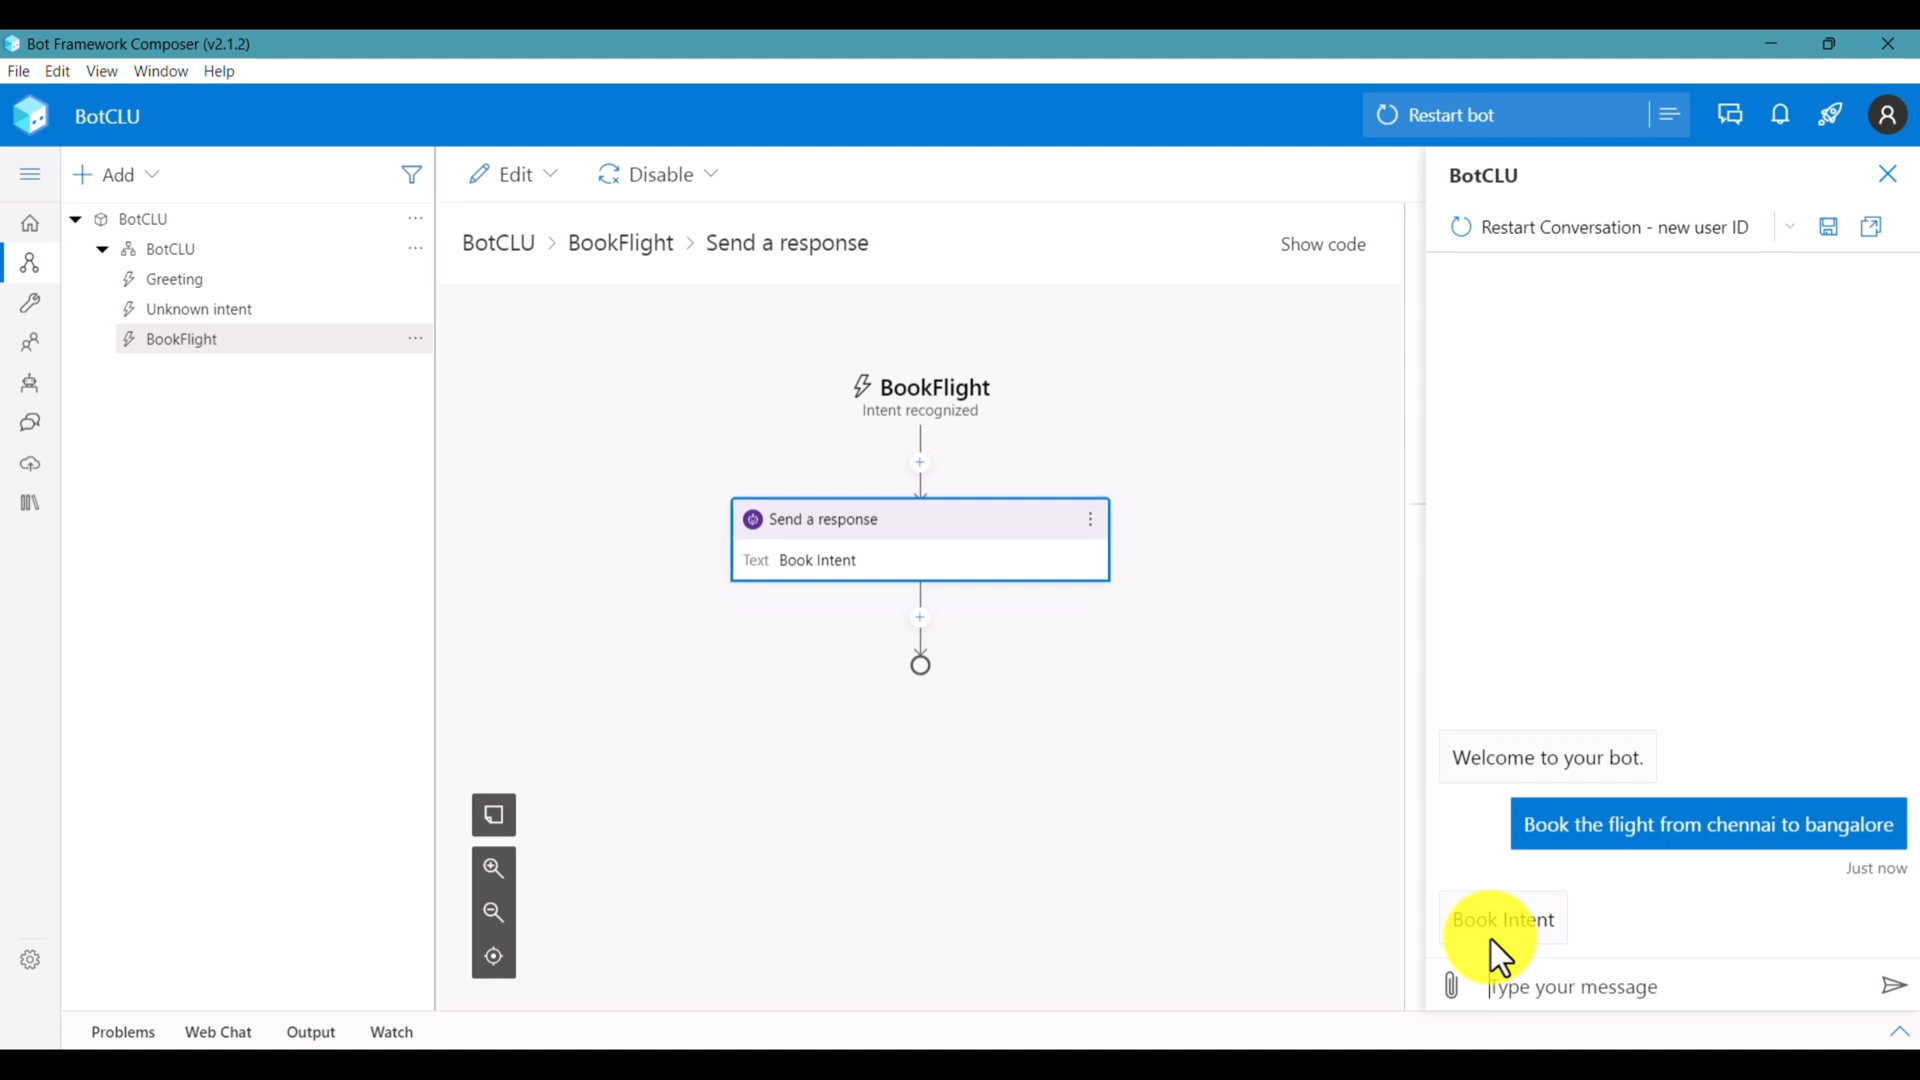 Bot Framework Composer (v2.1.2)
File Edit View Window Help
BotCLU
Restart bot
Add
Edit
Disable
BotCLU
BotCLU
Greeting
Unknown intent
BookFlight
BotCLU > BookFlight > Send a response
Show code
BookFlight
Intent recognized
Send a response
Text Book Intent
BotCLU
Restart Conversation - new user ID
Welcome to your bot.
Book the flight from chennai to bangalore
Just now
Book Intent
Type your message
Problems Web Chat Output Watch